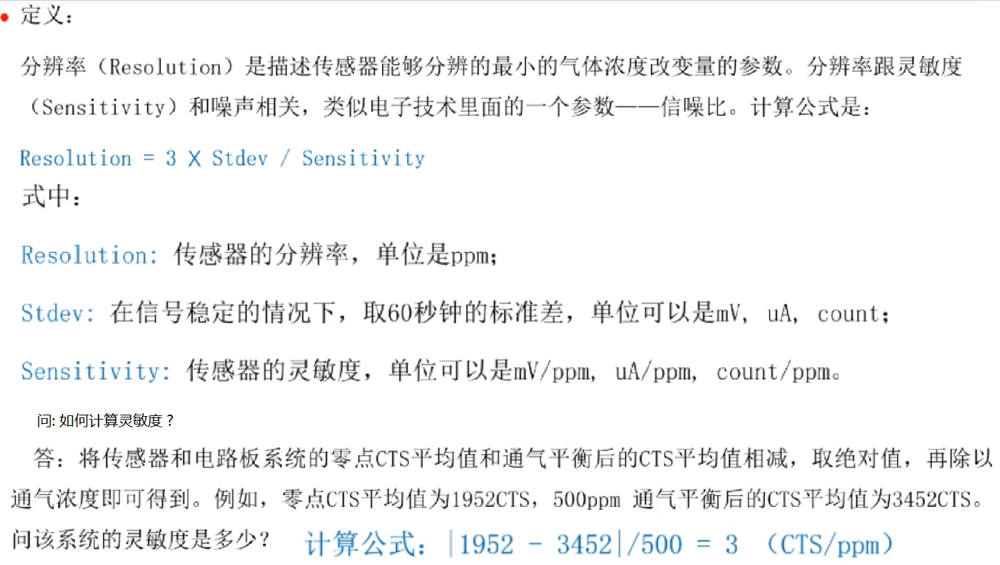 定义：
分辨率（Resolution）是描述传感器能够分辨的最小的气体浓度改变量的参数。分辨率跟灵敏度
（Sensitivity）和噪声相关，类似电子技术里面的一个参数——信噪比。计算公式是：
Resolution = 3 X Stdev / Sensitivity
式中：
Resolution: 传感器的分辨率，单位是ppm；
Stdev: 在信号稳定的情况下，取60秒钟的标准差，单位可以是mV, uA, count；
Sensitivity: 传感器的灵敏度，单位可以是mV/ppm, uA/ppm, count/ppm。
问: 如何计算灵敏度？
答：将传感器和电路板系统的零点CTS平均值和通气平衡后的CTS平均值相减，取绝对值，再除以
通气浓度即可得到。例如，零点CTS平均值为1952CTS，500ppm 通气平衡后的CTS平均值为3452CTS。
问该系统的灵敏度是多少？ 计算公式：|1952 - 3452|/500 = 3 （CTS/ppm）